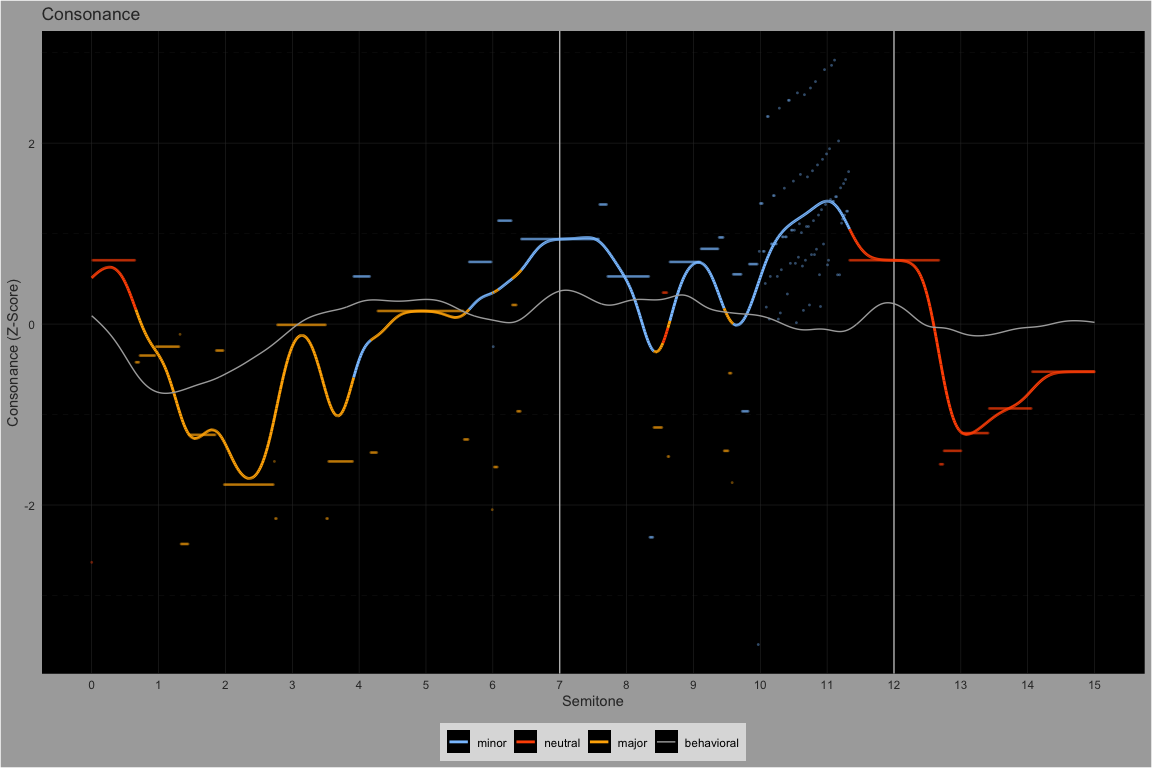 Consonance
Consonance (Z-Score)
2
0
-2
0 1 2 3 4 5 6 7 8 9 10 11 12 13 14 15
Semitone
minor neutral major behavioral